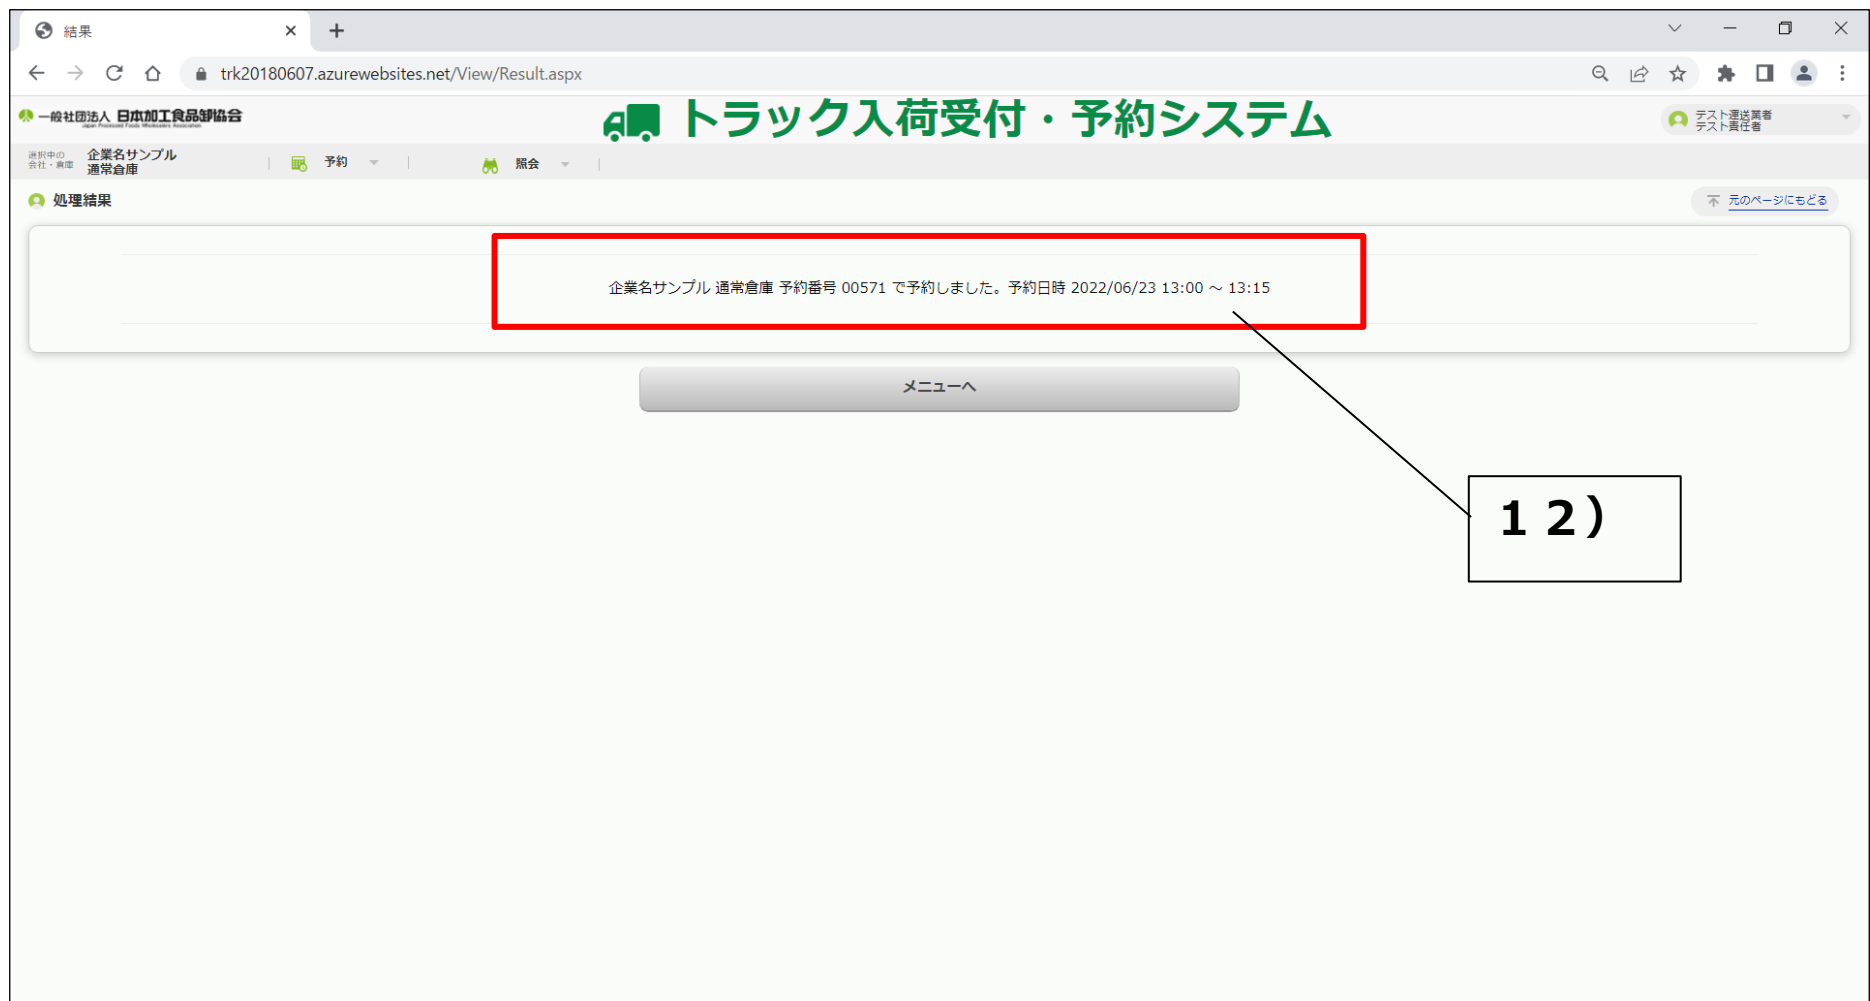 結果
trk20180607.azurewebsites.net/View/Result.aspx
一般社団法人 日本加工食品卸協会
Japan Processed Foods Wholesalers Association
トラック入荷受付・予約システム
テスト運送業者
テスト責任者
選択中の
会社・倉庫
企業名サンプル
通常倉庫
予約
照会
処理結果
元のページにもどる
企業名サンプル 通常倉庫 予約番号 00571 で予約しました。予約日時 2022/06/23 13:00 ～ 13:15
メニューへ
１２）